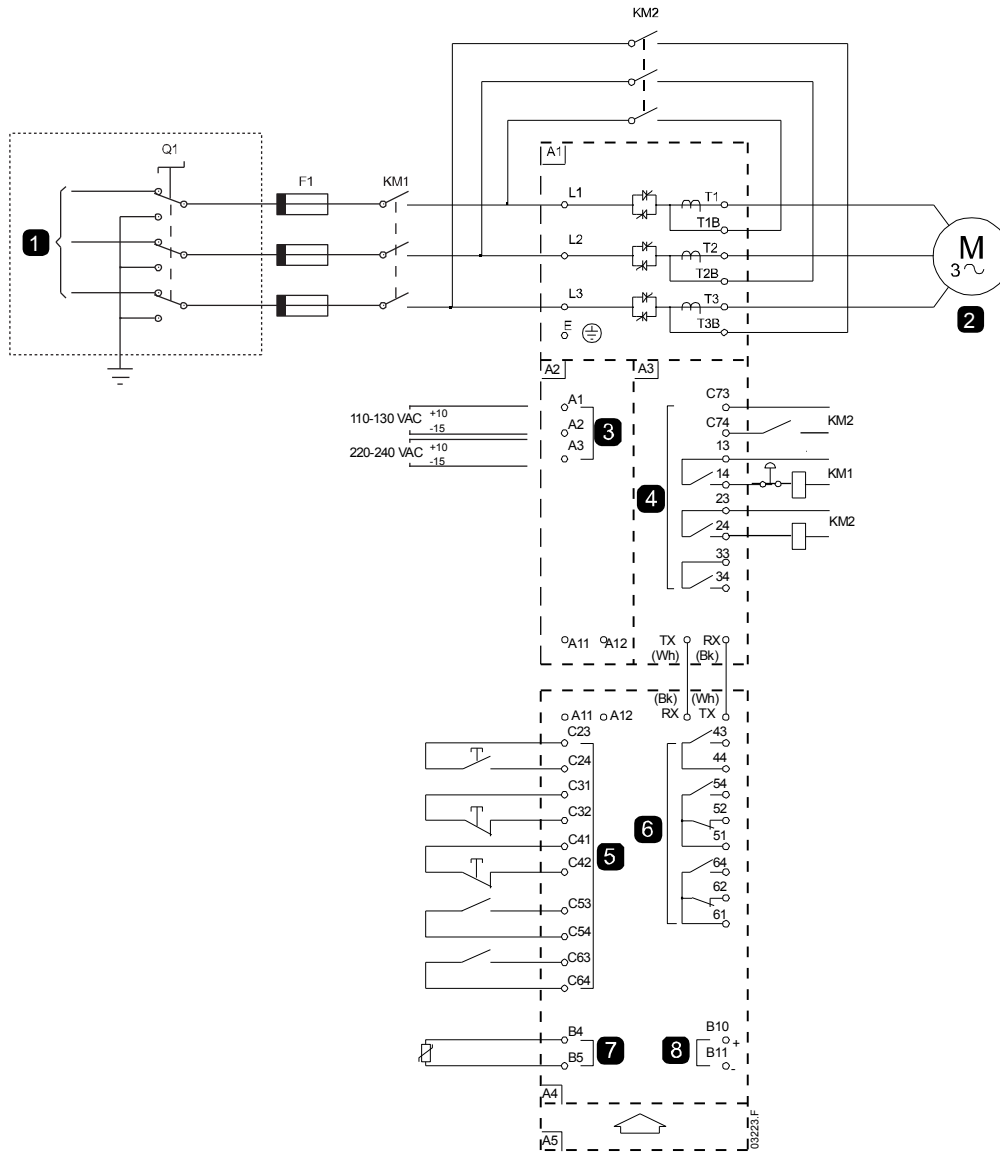 KM2
Q1
F1
KM1
A1
1
L1
T1
T1B
L2
T2
T2B
L3
T3
T3B
E
M
3
2
A2
A3
110-130 VAC +10 -15
220-240 VAC +10 -15
A1
A2
A3
3
4
C73
C74
KM2
13
14
KM1
23
24
KM2
33
34
A11
A12
TX
(Wh)
RX
(Bk)
(Bk)
RX
(Wh)
TX
A11
A12
C23
C24
C31
C32
C41
C42
C53
C54
C63
C64
5
6
43
44
54
52
51
64
62
61
B4
B5
7
8
B10
+
B11
-
A4
A5
03223.F